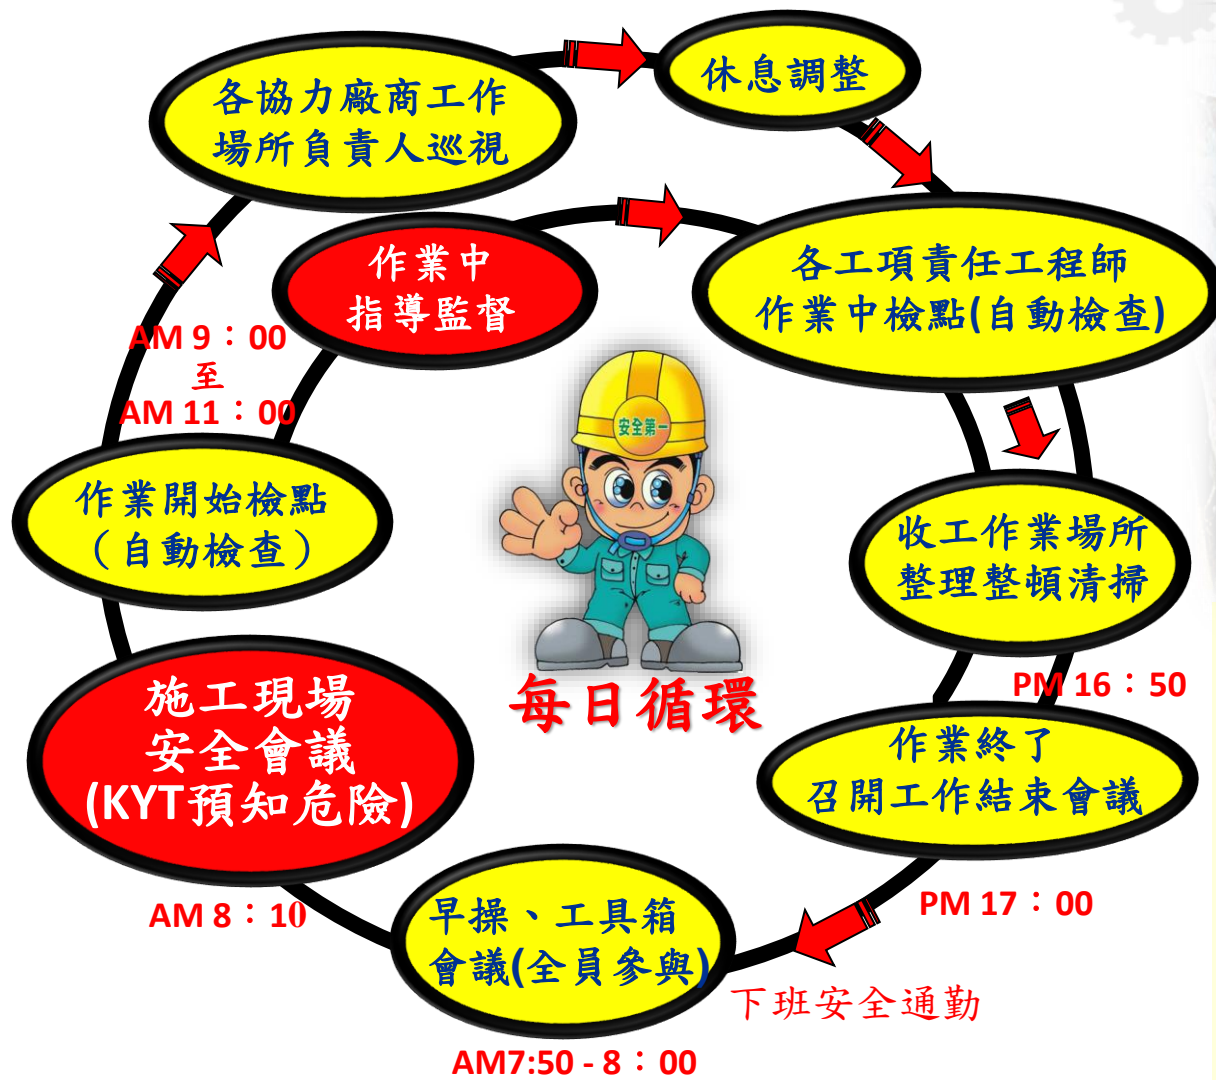 各協力廠商工作
場所負責人巡視
休息調整
作業中
指導監督
各工項責任工程師
作業中檢點(自動檢查)
AM 9：00
至
AM 11：00
安全第一
作業開始檢點
（自動檢查）
收工作業場所
整理整頓清掃
施工現場
安全會議
(KYT預知危險)
每日循環
PM 16：50
作業終了
召開工作結束會議
AM 8：10
早操、工具箱
會議(全員參與)
PM 17：00
下班安全通勤
AM7:50 - 8：00